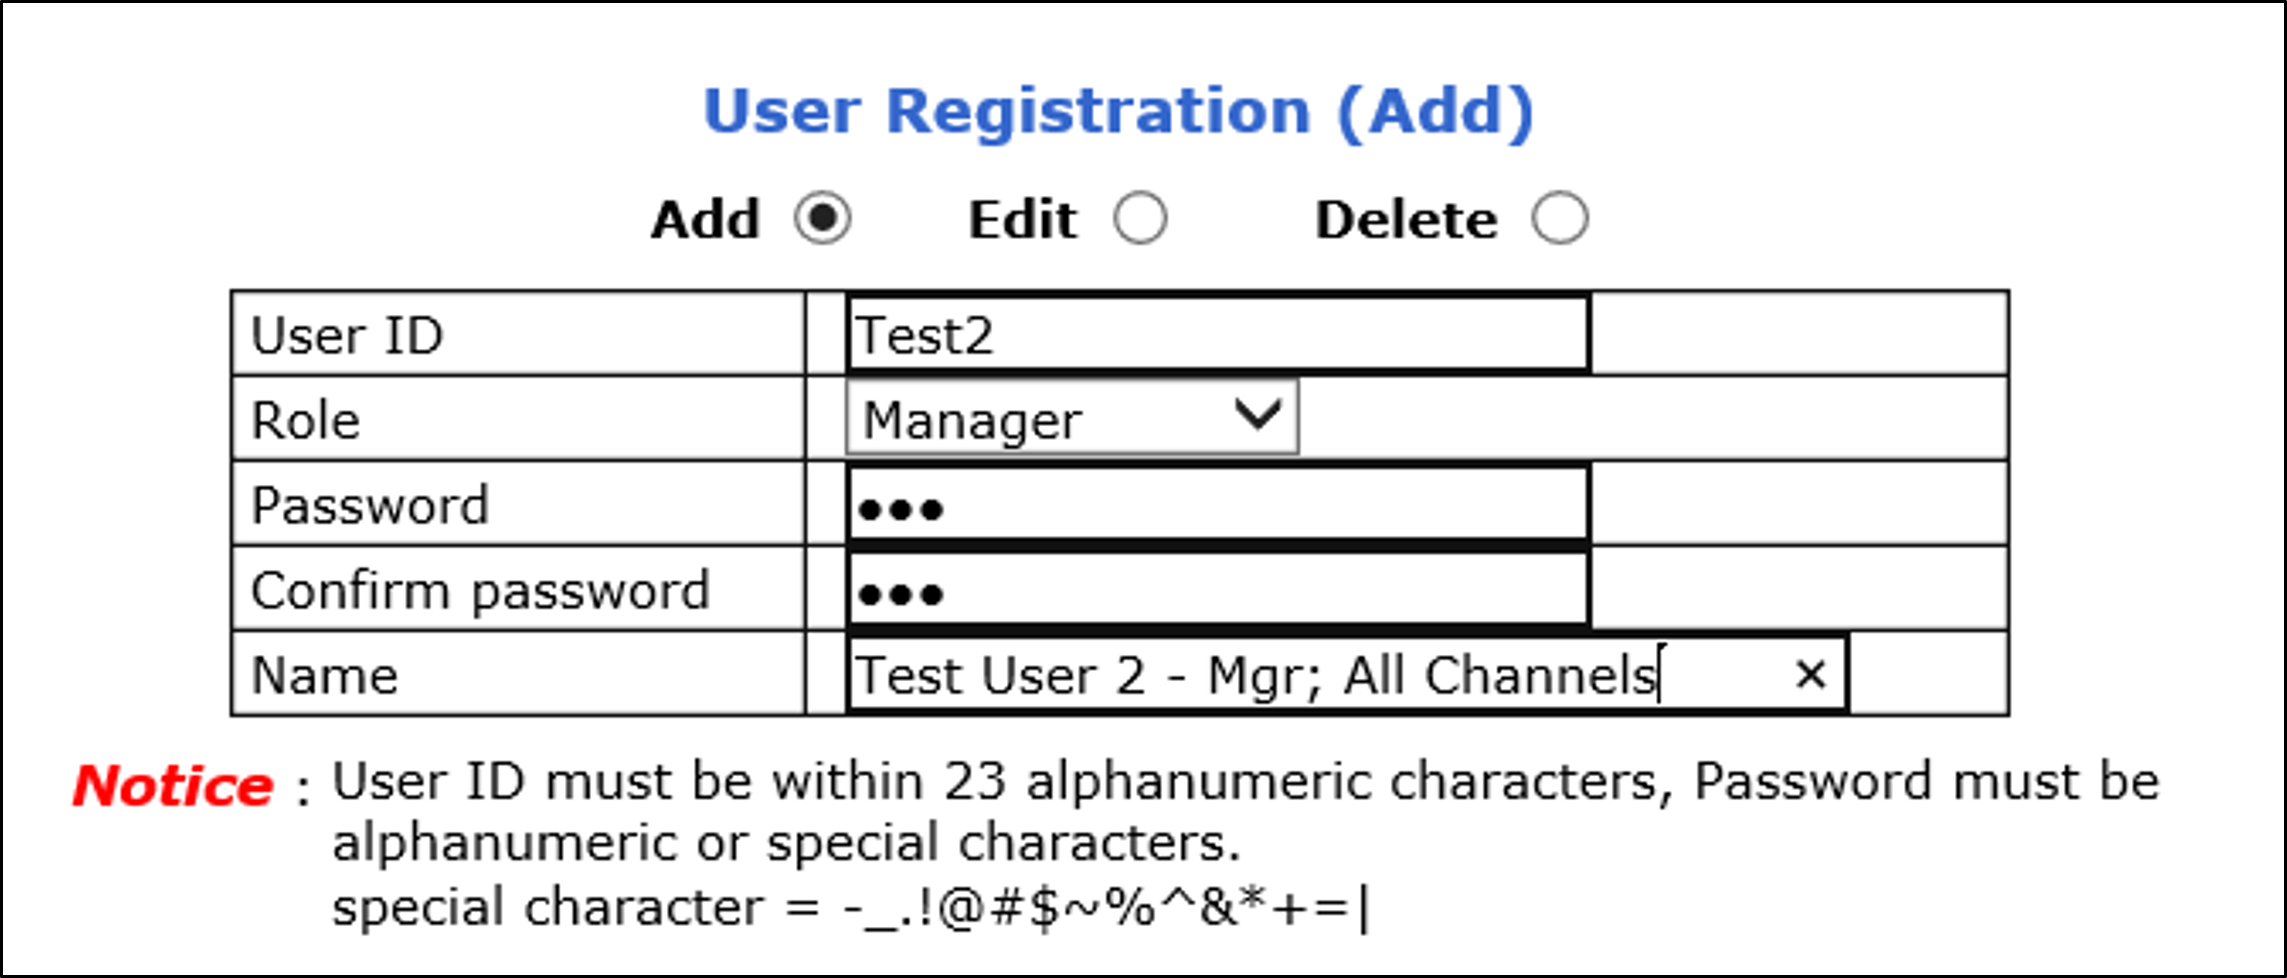 User Registration (Add)
Add Edit Delete
User ID Test2
Role Manager
Password •••
Confirm password •••
Name Test User 2 - Mgr; All Channels ×
Notice : User ID must be within 23 alphanumeric characters, Password must be
alphanumeric or special characters.
special character = -_.!@#$~%^&*+=|